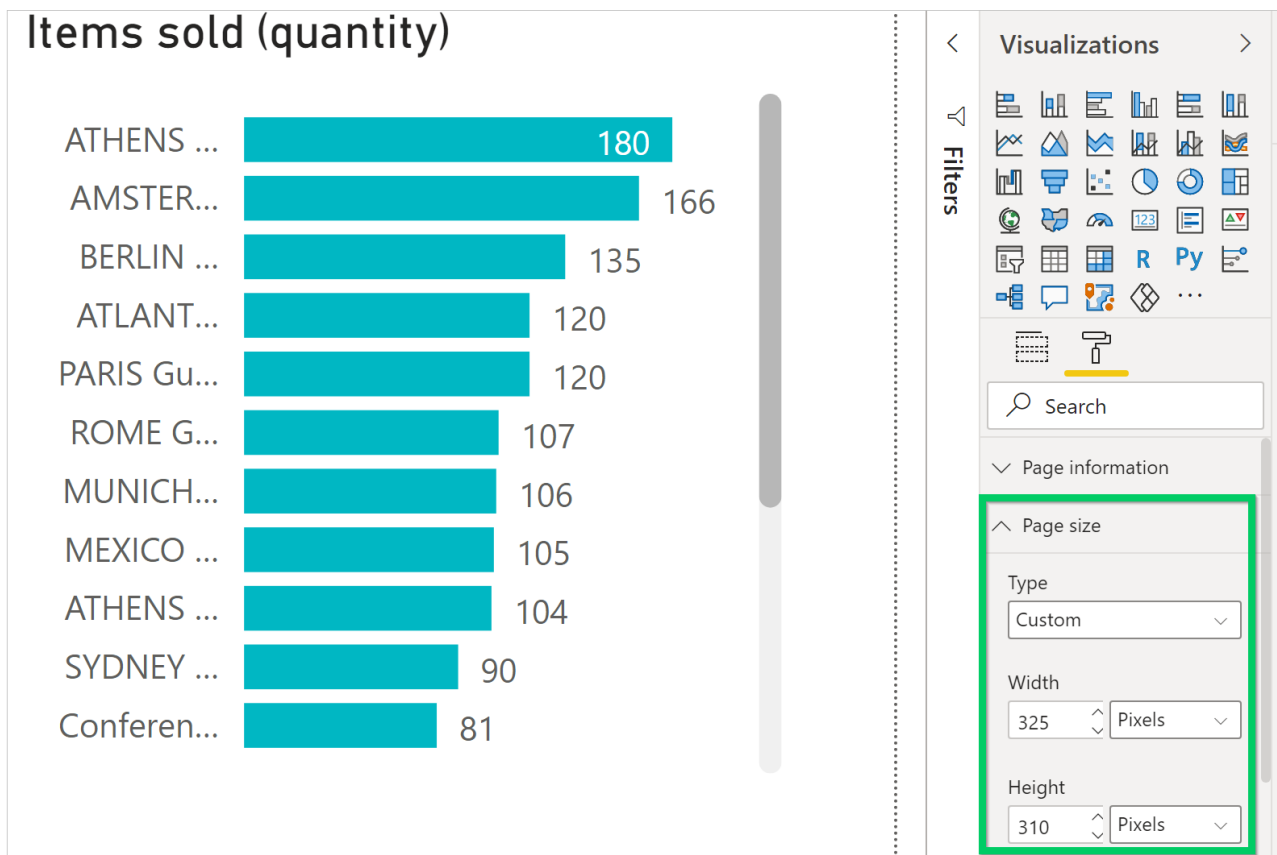 Items sold (quantity)
ATHENS ... 180
AMSTER... 166
BERLIN ... 135
ATLANT... 120
PARIS Gu... 120
ROME G... 107
MUNICH... 106
MEXICO ... 105
ATHENS ... 104
SYDNEY ... 90
Conferen... 81
Filters
Visualizations
123
R Py
...
Search
Page information
Page size
Type
Custom
Width
325 Pixels
Height
310 Pixels